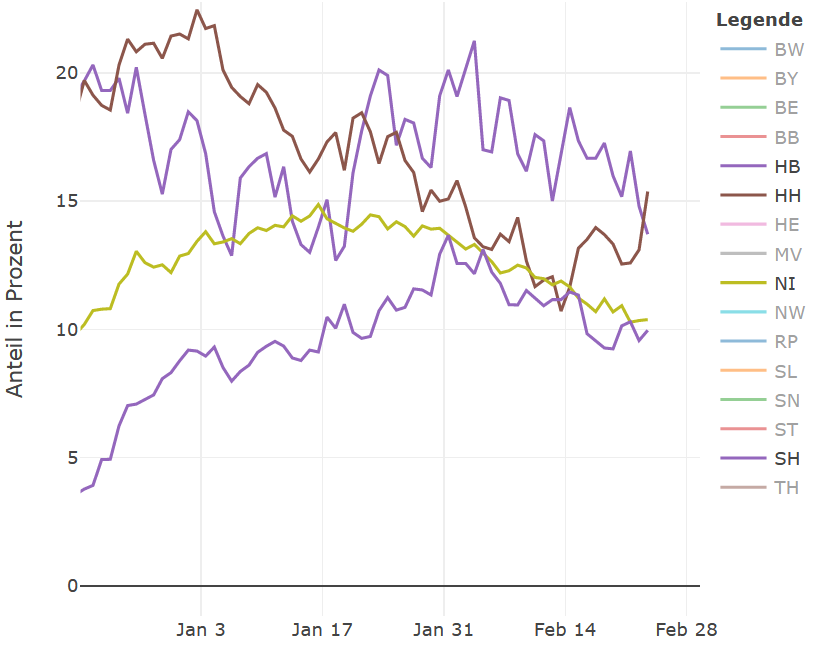 Legende
BW
BY
BE
BB
HB
HH
HE
MV
NI
NW
RP
SL
SN
ST
SH
TH
Anteil in Prozent
20
15
10
5
0
Jan 3
Jan 17
Jan 31
Feb 14
Feb 28